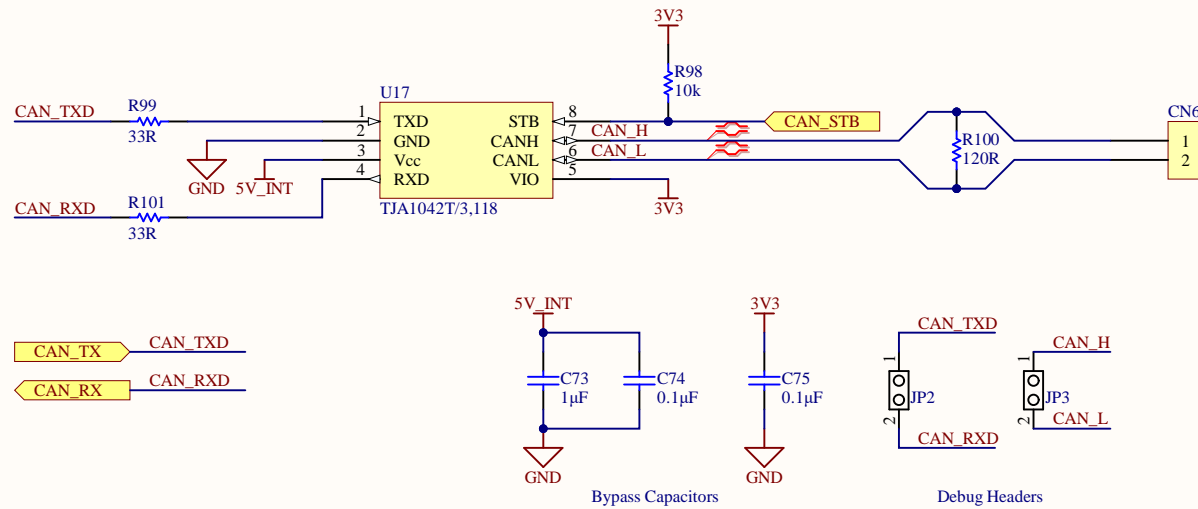 3V3
R98
10k
U17
CAN_TXD
R99
33R
1
TXD
STB
8
CAN_STB
CN6
2
GND
CANH
7
CAN_H
R100
120R
1
GND
3
Vcc
CANL
6
CAN_L
2
5V_INT
4
RXD
VIO
5
3V3
CAN_RXD
R101
33R
TJA1042T/3,118
5V_INT
3V3
CAN_TX
CAN_TXD
CAN_RX
CAN_RXD
C73
1µF
C74
0.1µF
C75
0.1µF
GND
GND
Bypass Capacitors
CAN_TXD
1
JP2
2
CAN_RXD
CAN_H
1
JP3
2
CAN_L
Debug Headers